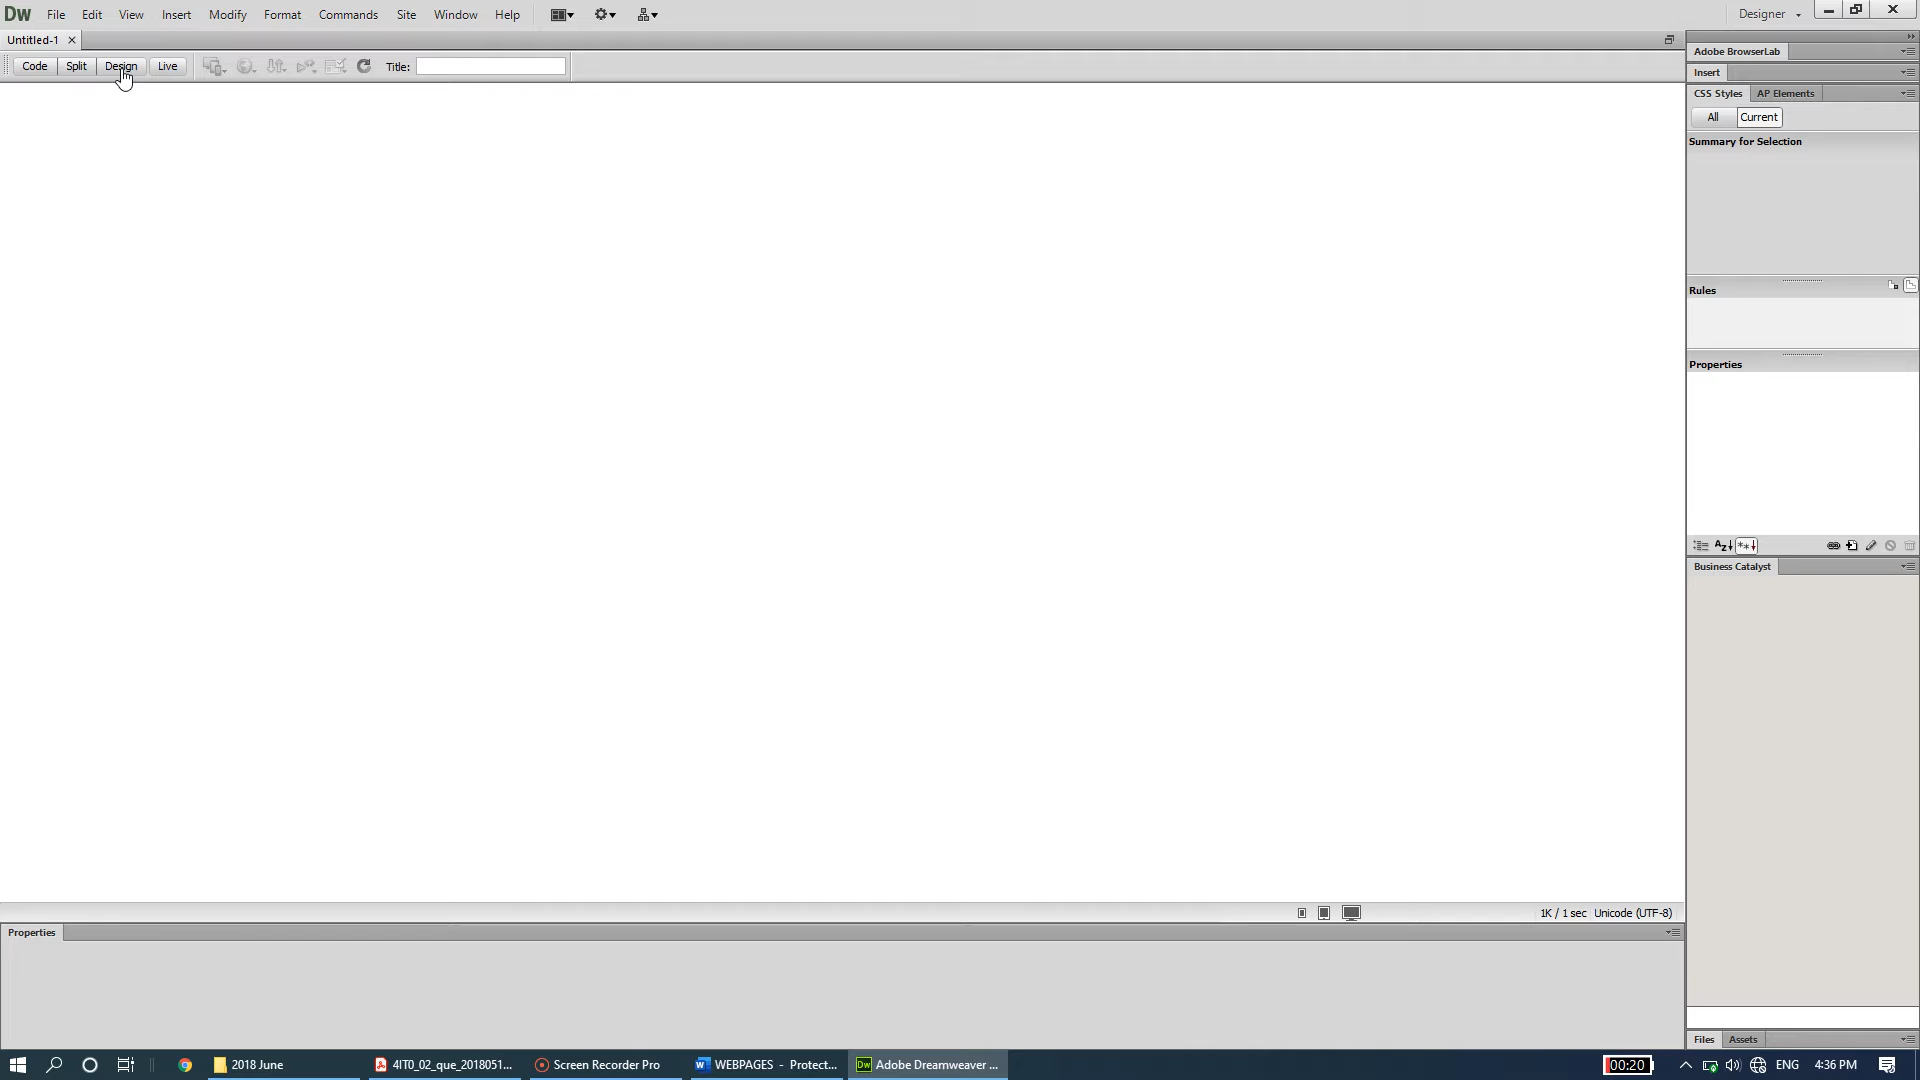 Dw File Edit View Insert Modify Format Commands Site Window Help
Designer
Untitled-1
Code Split Design Live Title:
Adobe BrowserLab
Insert
CSS Styles AP Elements
All Current
Summary for Selection
Rules
Properties
Az
Business Catalyst
1K / 1 sec Unicode (UTF-8)
Properties
Files Assets
2018 June
4IT0_02_que_2018051...
Screen Recorder Pro
WEBPAGES - Protect...
Dw Adobe Dreamweaver ...
00:20
ENG 4:36 PM